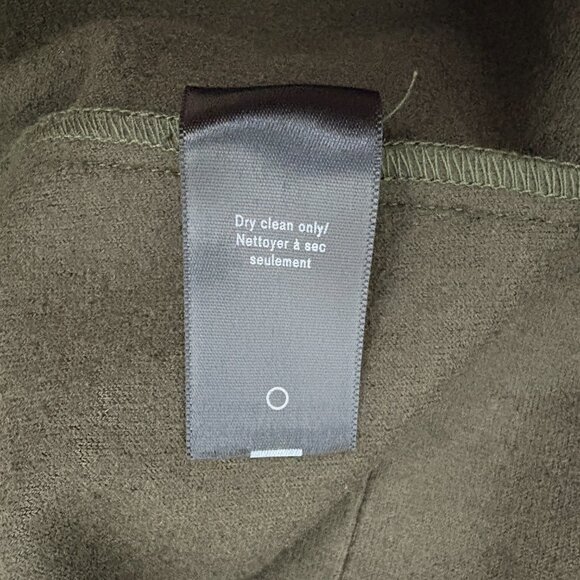 Dry clean only/
Nettoyer à sec
seulement